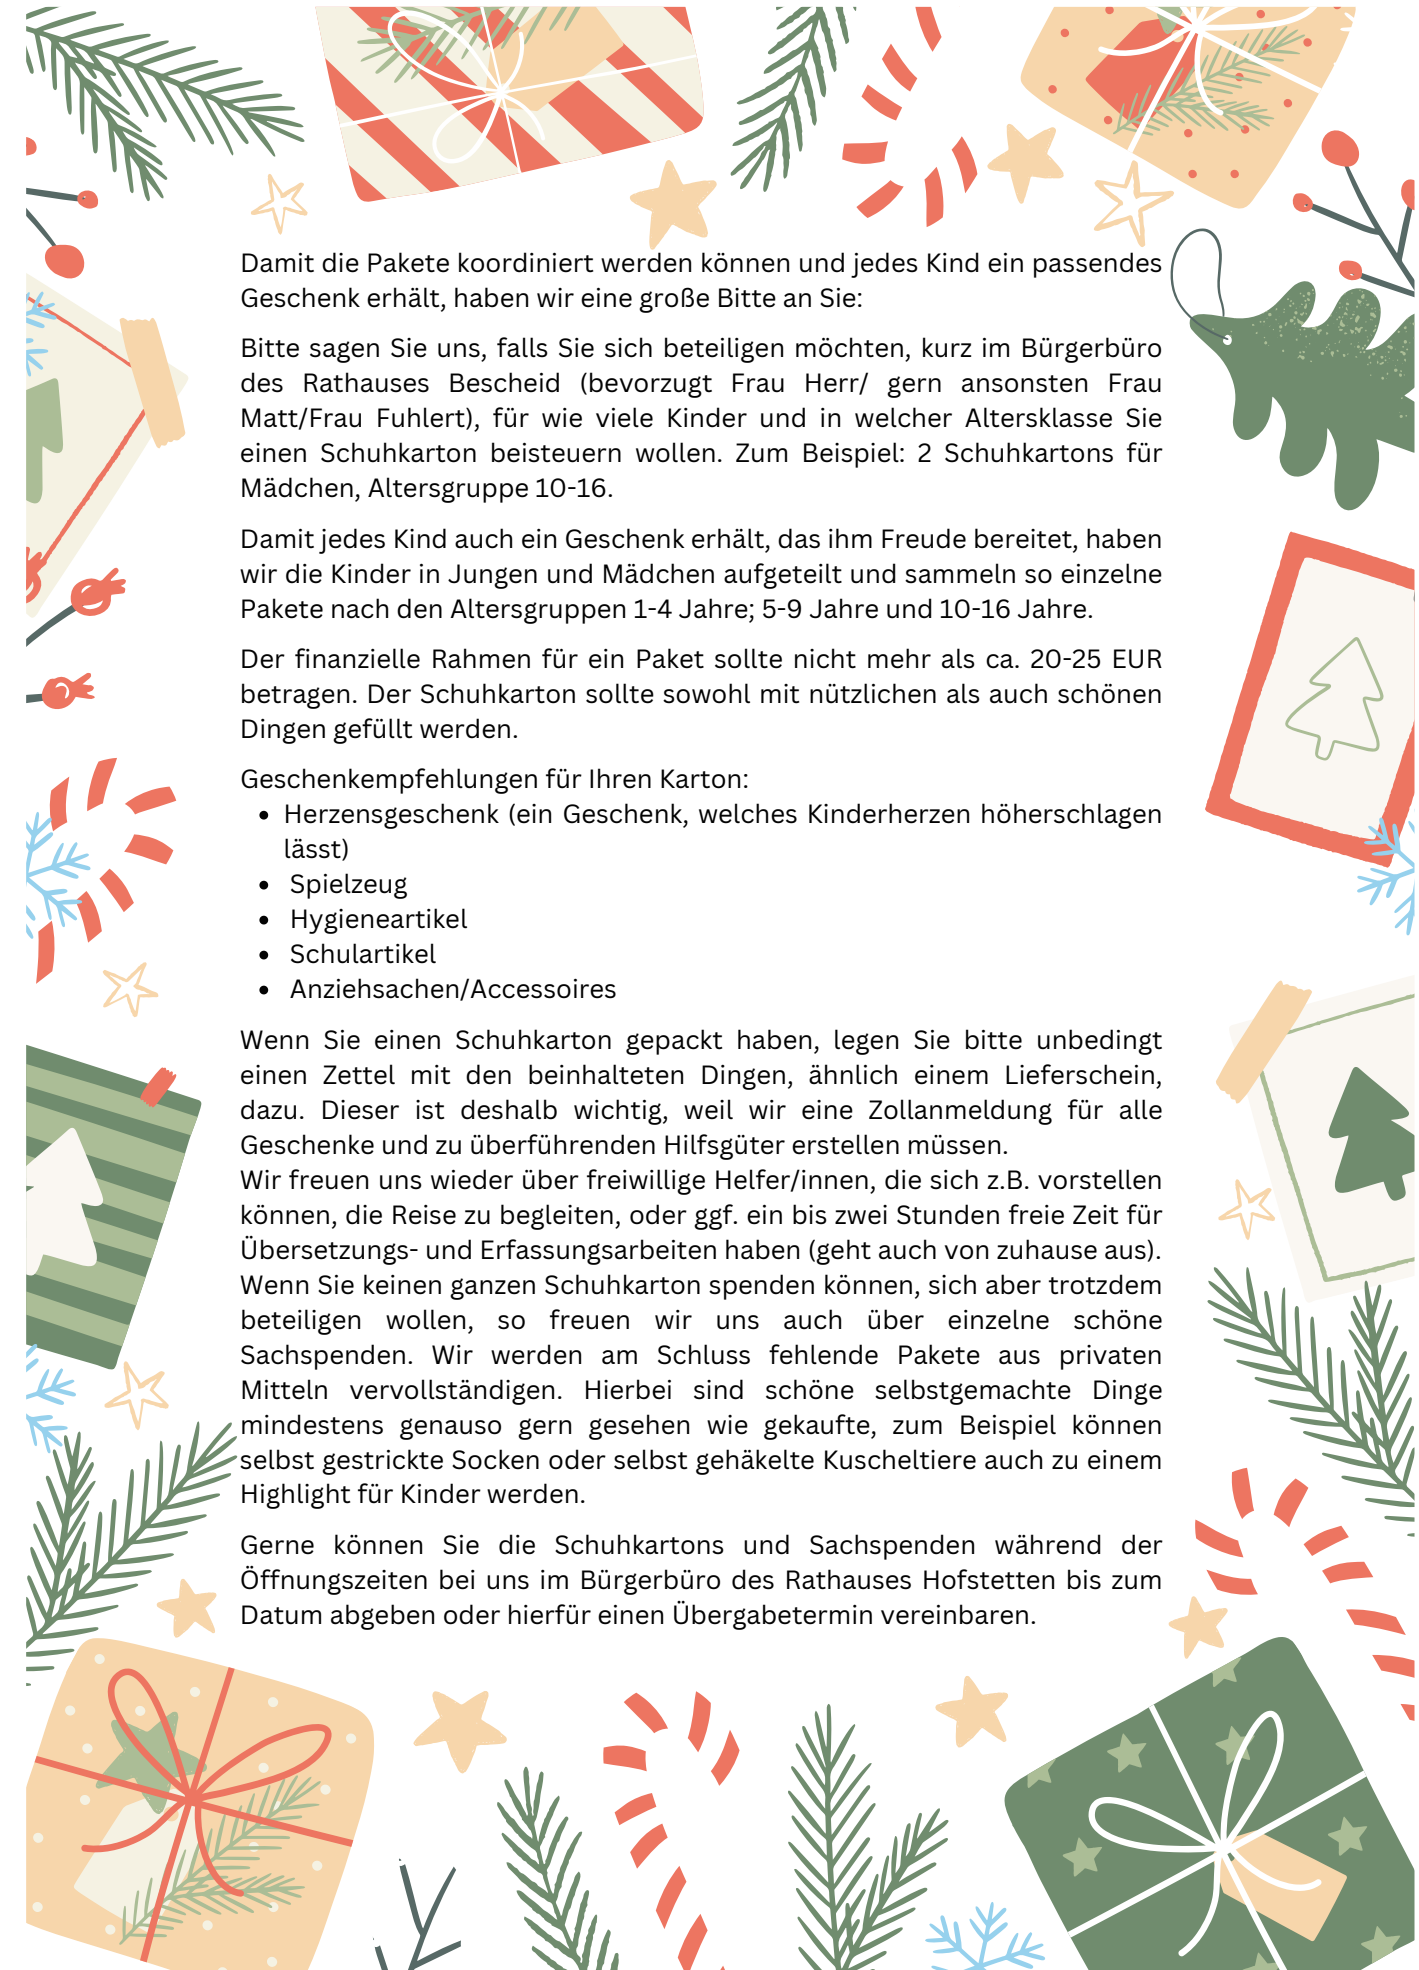 Damit die Pakete koordiniert werden können und jedes Kind ein passendes
Geschenk erhält, haben wir eine große Bitte an Sie:
Bitte sagen Sie uns, falls Sie sich beteiligen möchten, kurz im Bürgerbüro
des Rathauses Bescheid (bevorzugt Frau Herr/ gern ansonsten Frau
Matt/Frau Fuhlert), für wie viele Kinder und in welcher Altersklasse Sie
einen Schuhkarton beisteuern wollen. Zum Beispiel: 2 Schuhkartons für
Mädchen, Altersgruppe 10-16.
Damit jedes Kind auch ein Geschenk erhält, das ihm Freude bereitet, haben
wir die Kinder in Jungen und Mädchen aufgeteilt und sammeln so einzelne
Pakete nach den Altersgruppen 1-4 Jahre; 5-9 Jahre und 10-16 Jahre.
Der finanzielle Rahmen für ein Paket sollte nicht mehr als ca. 20-25 EUR
betragen. Der Schuhkarton sollte sowohl mit nützlichen als auch schönen
Dingen gefüllt werden.
Geschenkempfehlungen für Ihren Karton:
• Herzensgeschenk (ein Geschenk, welches Kinderherzen höherschlagen
lässt)
• Spielzeug
• Hygieneartikel
• Schulartikel
• Anziehsachen/Accessoires
Wenn Sie einen Schuhkarton gepackt haben, legen Sie bitte unbedingt
einen Zettel mit den beinhalteten Dingen, ähnlich einem Lieferschein,
dazu. Dieser ist deshalb wichtig, weil wir eine Zollanmeldung für alle
Geschenke und zu überführenden Hilfsgüter erstellen müssen.
Wir freuen uns wieder über freiwillige Helfer/innen, die sich z.B. vorstellen
können, die Reise zu begleiten, oder ggf. ein bis zwei Stunden freie Zeit für
Übersetzungs- und Erfassungsarbeiten haben (geht auch von zuhause aus).
Wenn Sie keinen ganzen Schuhkarton spenden können, sich aber trotzdem
beteiligen wollen, so freuen wir uns auch über einzelne schöne
Sachspenden. Wir werden am Schluss fehlende Pakete aus privaten
Mitteln vervollständigen. Hierbei sind schöne selbstgemachte Dinge
mindestens genauso gern gesehen wie gekaufte, zum Beispiel können
selbst gestrickte Socken oder selbst gehäkelte Kuscheltiere auch zu einem
Highlight für Kinder werden.
Gerne können Sie die Schuhkartons und Sachspenden während der
Öffnungszeiten bei uns im Bürgerbüro des Rathauses Hofstetten bis zum
Datum abgeben oder hierfür einen Übergabetermin vereinbaren.